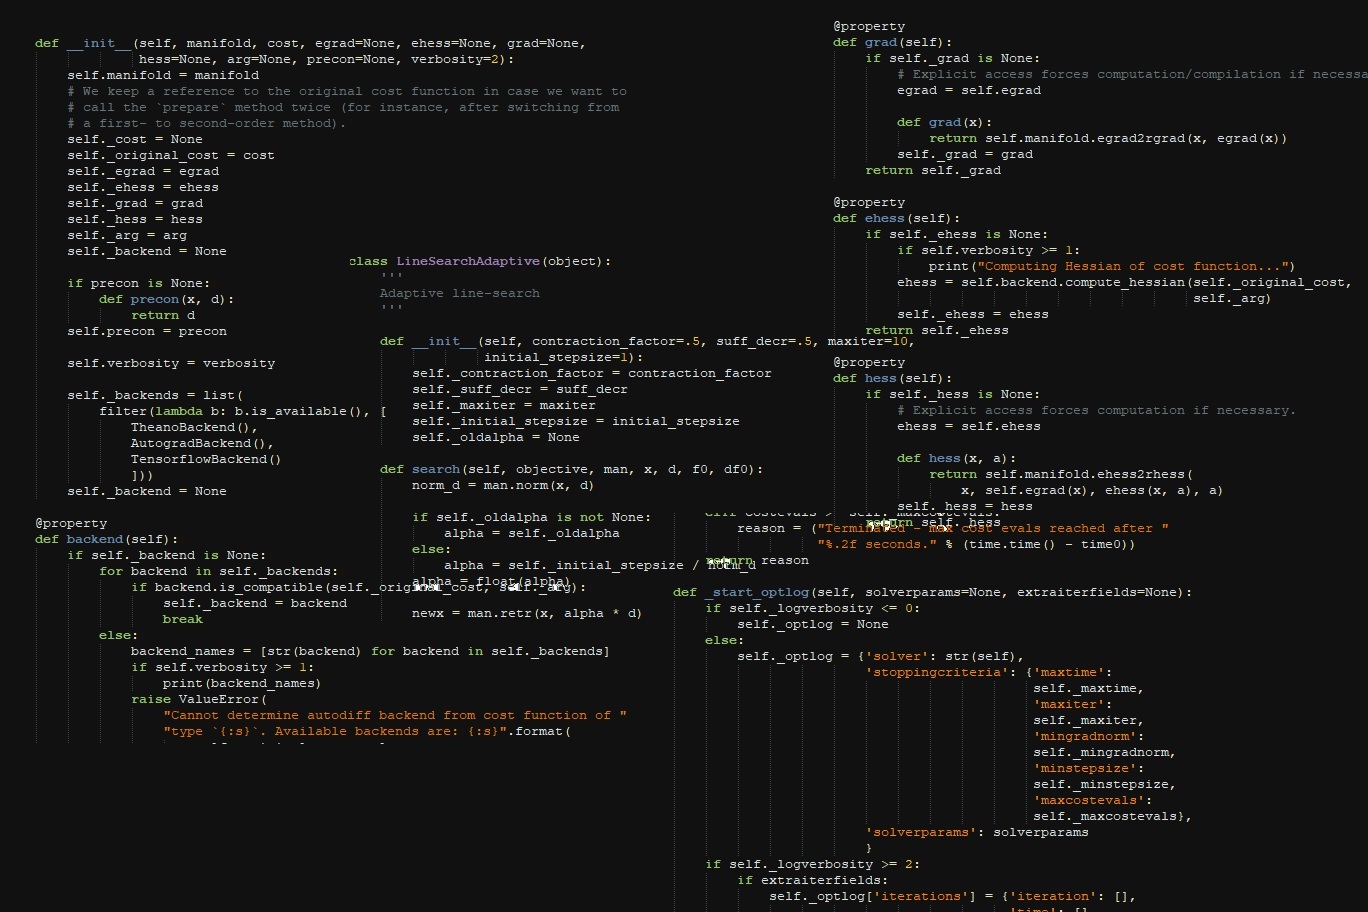 def __init__(self, manifold, cost, egrad=None, ehess=None, grad=None,
             hess=None, arg=None, precon=None, verbosity=2):
    self.manifold = manifold
    # We keep a reference to the original cost function in case we want to
    # call the `prepare` method twice (for instance, after switching from
    # a first- to second-order method).
    self._cost = None
    self._original_cost = cost
    self._egrad = egrad
    self._ehess = ehess
    self._grad = grad
    self._hess = hess
    self._arg = arg
    self._backend = None
    if precon is None:
        def precon(x, d):
            return d
    self.precon = precon
    self.verbosity = verbosity
    self._backends = list(
        filter(lambda b: b.is_available(), [
            TheanoBackend(),
            AutogradBackend(),
            TensorflowBackend()
            ]))
    self._backend = None
@property
def backend(self):
    if self._backend is None:
        for backend in self._backends:
            if backend.is_compatible(self._original_cost, self._arg):
                self._backend = backend
                break
        else:
            backend_names = [str(backend) for backend in self._backends]
            if self.verbosity >= 1:
                print(backend_names)
            raise ValueError(
                "Cannot determine autodiff backend from cost function of "
                "type `{:s}`. Available backends are: {:s}".format(
class LineSearchAdaptive(object):
    '''
    Adaptive line-search
    '''
    def __init__(self, contraction_factor=.5, suff_decr=.5, maxiter=10,
                 initial_stepsize=1):
        self._contraction_factor = contraction_factor
        self._suff_decr = suff_decr
        self._maxiter = maxiter
        self._initial_stepsize = initial_stepsize
        self._oldalpha = None
    def search(self, objective, man, x, d, f0, df0):
        norm_d = man.norm(x, d)
        if self._oldalpha is not None:
            alpha = self._oldalpha
        else:
            alpha = self._initial_stepsize / norm_d
        alpha = float(alpha)
        newx = man.retr(x, alpha * d)
@property
def grad(self):
    if self._grad is None:
        # Explicit access forces computation/compilation if necessa
        egrad = self.egrad
        def grad(x):
            return self.manifold.egrad2rgrad(x, egrad(x))
        self._grad = grad
    return self._grad
@property
def ehess(self):
    if self._ehess is None:
        if self.verbosity >= 1:
            print("Computing Hessian of cost function...")
        ehess = self.backend.compute_hessian(self._original_cost,
                                             self._arg)
        self._ehess = ehess
    return self._ehess
@property
def hess(self):
    if self._hess is None:
        # Explicit access forces computation if necessary.
        ehess = self.ehess
        def hess(x, a):
            return self.manifold.ehess2rhess(
                x, self.egrad(x), ehess(x, a), a)
        self._hess = hess
    return self._hess
    elif costevals > self._maxcostevals:
        reason = ("Terminated - max cost evals reached after "
                  "%.2f seconds." % (time.time() - time0))
    return reason
def _start_optlog(self, solverparams=None, extraiterfields=None):
    if self._logverbosity <= 0:
        self._optlog = None
    else:
        self._optlog = {'solver': str(self),
                        'stoppingcriteria': {'maxtime':
                                             self._maxtime,
                                             'maxiter':
                                             self._maxiter,
                                             'mingradnorm':
                                             self._mingradnorm,
                                             'minstepsize':
                                             self._minstepsize,
                                             'maxcostevals':
                                             self._maxcostevals},
                        'solverparams': solverparams
                        }
    if self._logverbosity >= 2:
        if extraiterfields:
            self._optlog['iterations'] = {'iteration': [],
                                          'time': [],